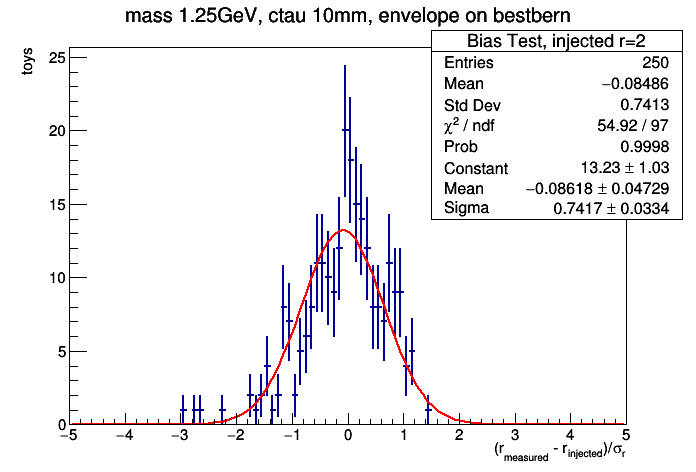 mass 1.25GeV, ctau 10mm, envelope on bestbern
toys
Bias Test, injected r=2
Entries 250
Mean −0.08486
Std Dev 0.7413
χ² / ndf 54.92 / 97
Prob 0.9998
Constant 13.23 ± 1.03
Mean −0.08618 ± 0.04729
Sigma 0.7417 ± 0.0334
25
20
15
10
5
0
−5 −4 −3 −2 −1 0 1 2 3 4 5
(r_measured - r_injected)/σ_r